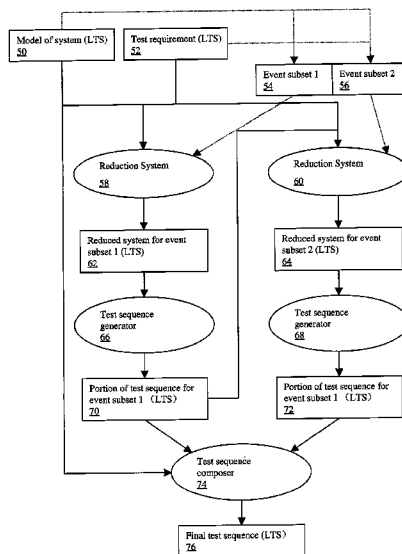 Model of system (LTS)
50
Test requirement (LTS)
52
Event subset 1
54
Event subset 2
56
Reduction System
58
Reduction System
60
Reduced system for event
subset 1 (LTS)
62
Reduced system for event
subset 2 (LTS)
64
Test sequence
generator
66
Test sequence
generator
68
Portion of test sequence for
event subset 1 (LTS)
70
Portion of test sequence for
event subset 1 (LTS)
72
Test sequence
composer
74
Final test sequence (LTS)
76